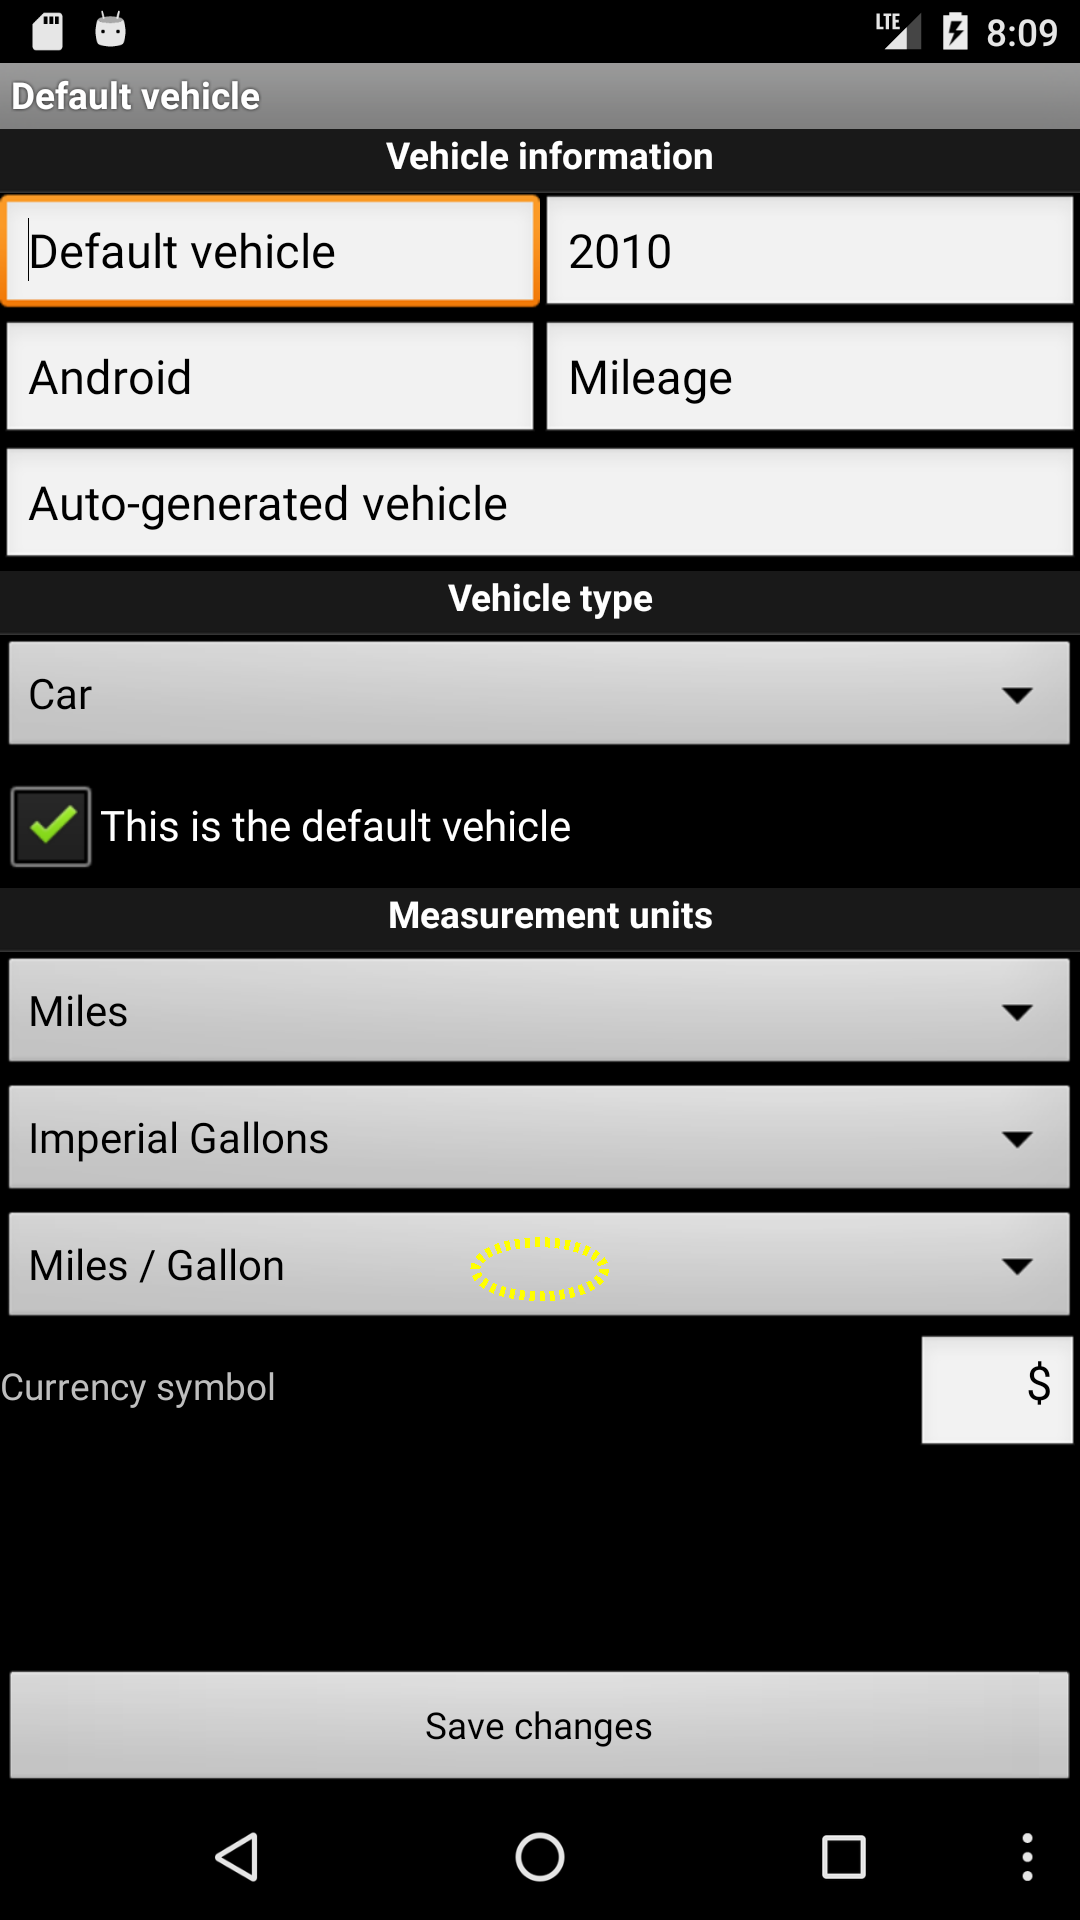 LTE 8:09
Default vehicle
Vehicle information
Default vehicle 2010
Android Mileage
Auto-generated vehicle
Vehicle type
Car
This is the default vehicle
Measurement units
Miles
Imperial Gallons
Miles / Gallon
Currency symbol $
Save changes